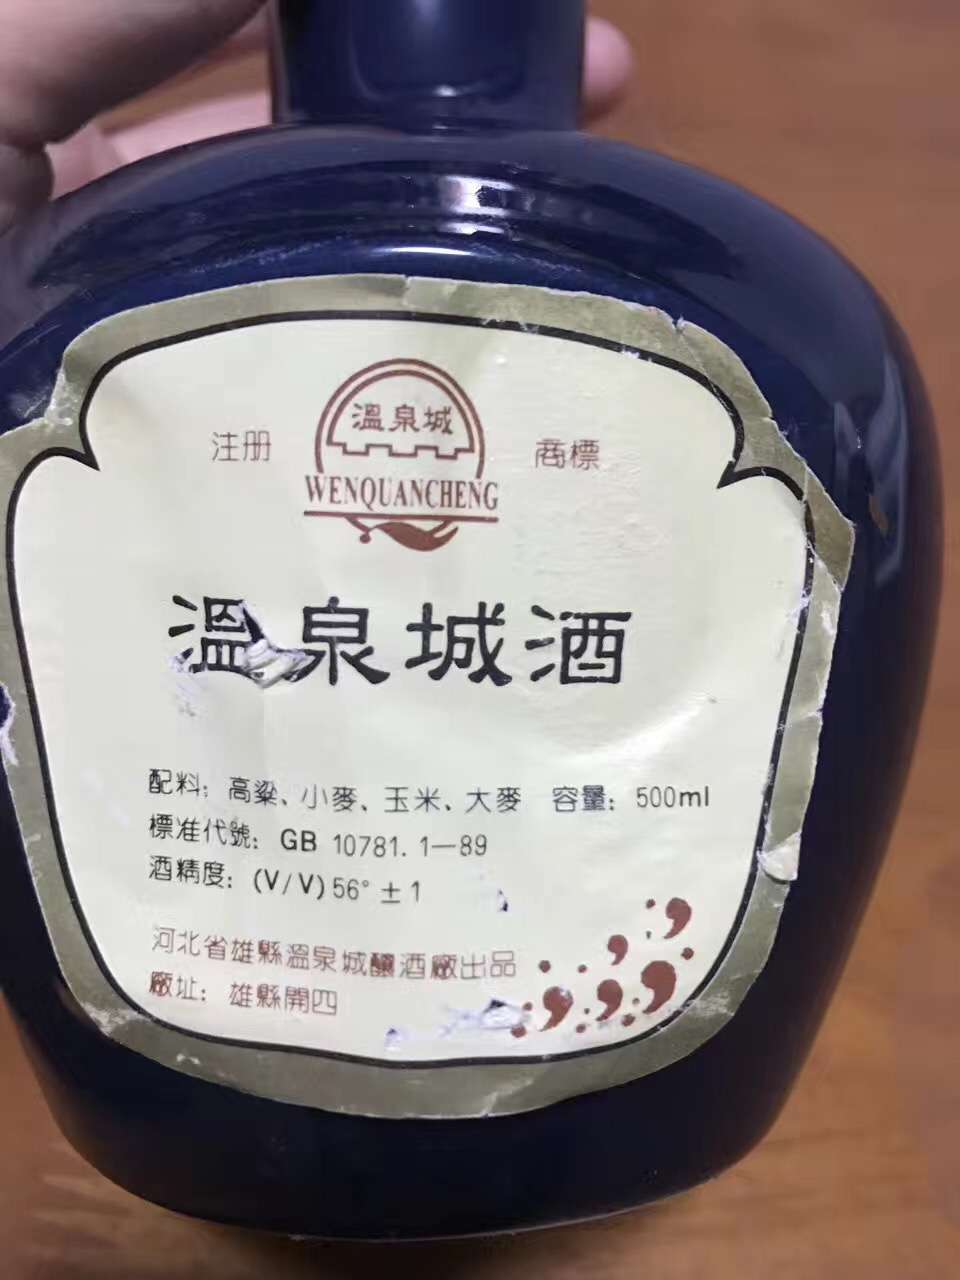 溫泉城
注册 商標
WENQUANCHENG
溫泉城酒
配料：高粱、小麥、玉米、大麥 容量：500ml
標准代號：GB 10781.1—89
酒精度：(V/V)56°±1
河北省雄縣溫泉城釀酒廠出品
廠址：雄縣開四